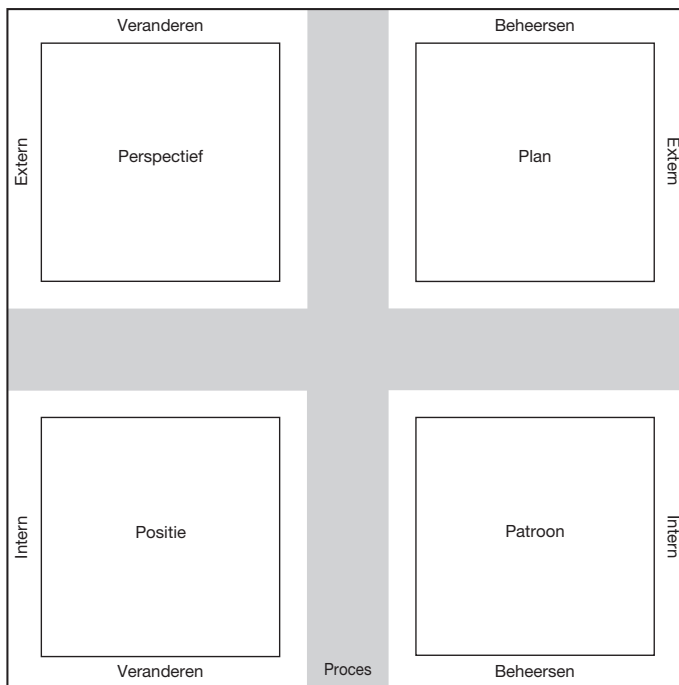 Veranderen
Beheersen
Extern
Perspectief
Plan
Extern
Intern
Positie
Patroon
Intern
Veranderen
Proces
Beheersen